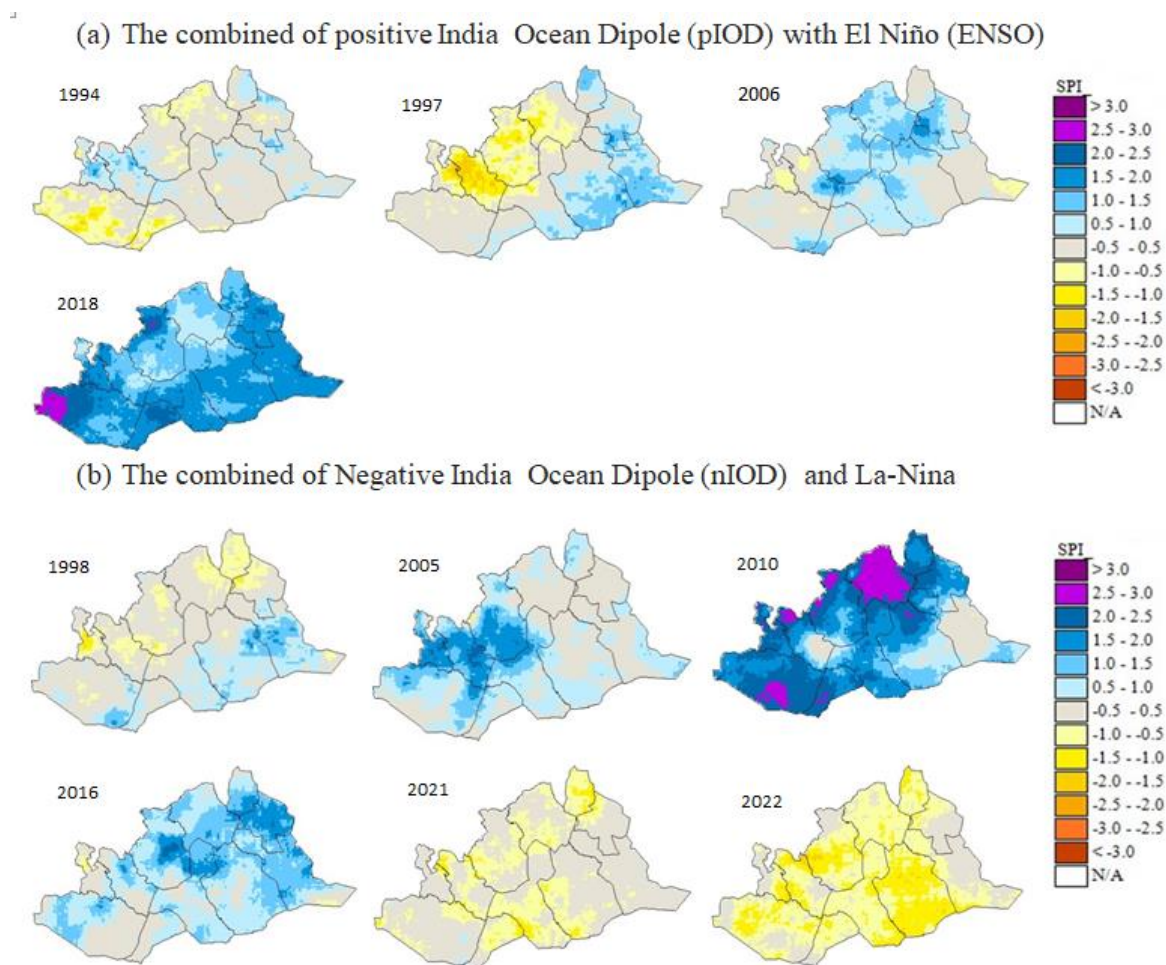 (a) The combined of positive India Ocean Dipole (pIOD) with El Niño (ENSO)
1994
1997
2006
SPI_
> 3.0
2.5 - 3.0
2.0 - 2.5
1.5 - 2.0
1.0 - 1.5
0.5 - 1.0
-0.5 - 0.5
-1.0 - -0.5
-1.5 - -1.0
-2.0 - -1.5
-2.5 - -2.0
-3.0 - -2.5
< -3.0
N/A
2018
(b) The combined of Negative India Ocean Dipole (nIOD) and La-Nina
1998
2005
2010
SPI_
> 3.0
2.5 - 3.0
2.0 - 2.5
1.5 - 2.0
1.0 - 1.5
0.5 - 1.0
-0.5 - 0.5
-1.0 - -0.5
-1.5 - -1.0
-2.0 - -1.5
-2.5 - -2.0
-3.0 - -2.5
< -3.0
N/A
2016
2021
2022